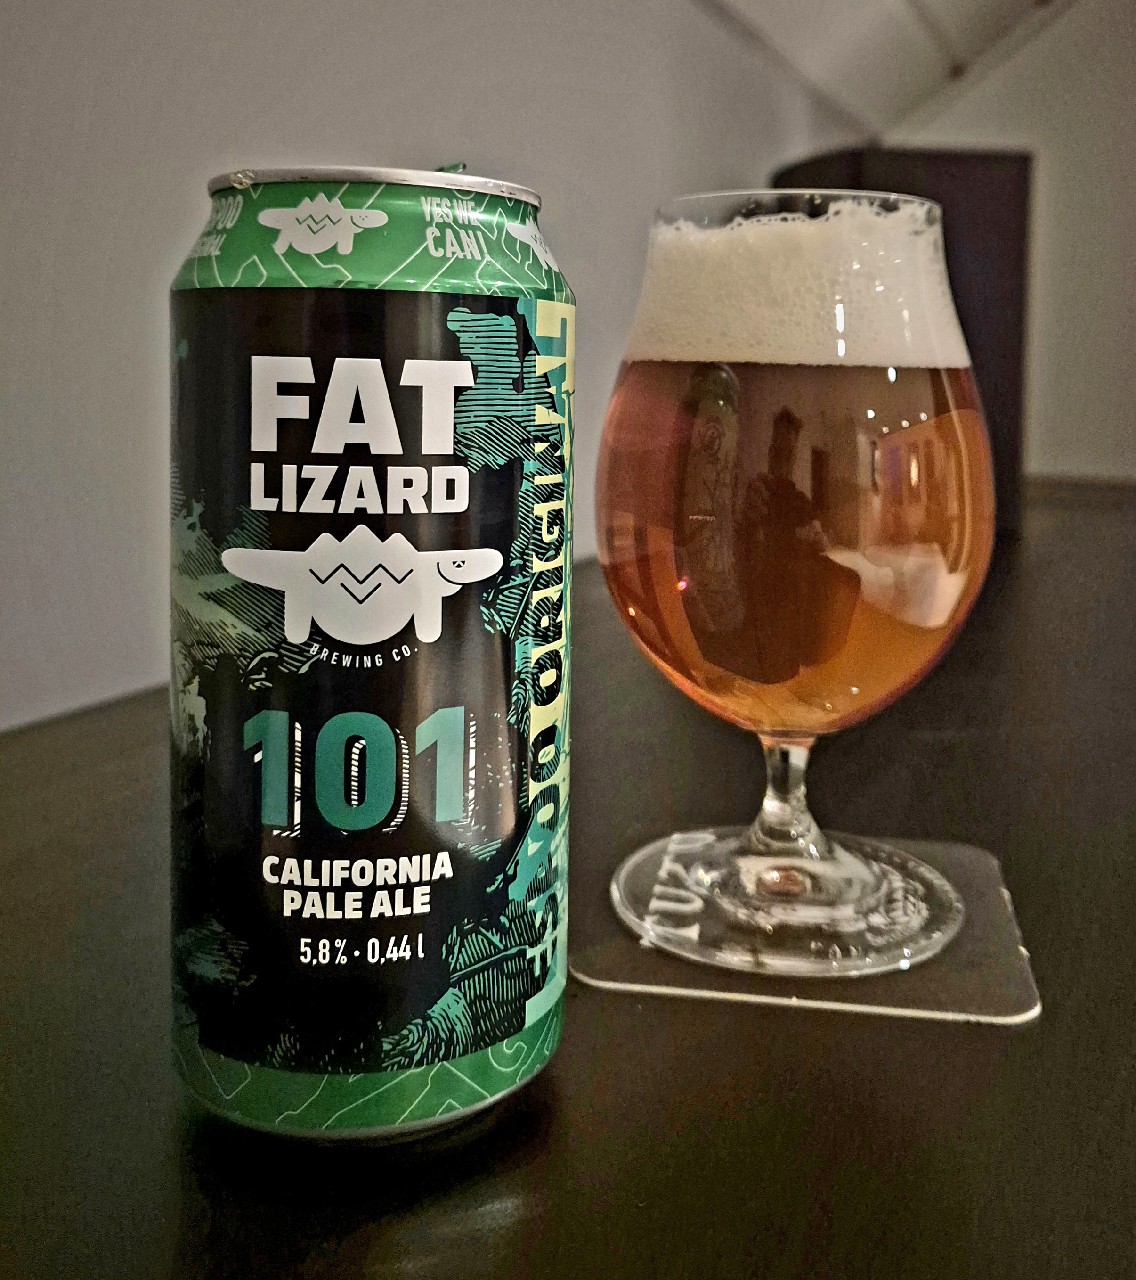 YES WE
CAN!
FAT
LIZARD
BREWING CO.
101
CALIFORNIA
PALE ALE
5,8% · 0,44 l